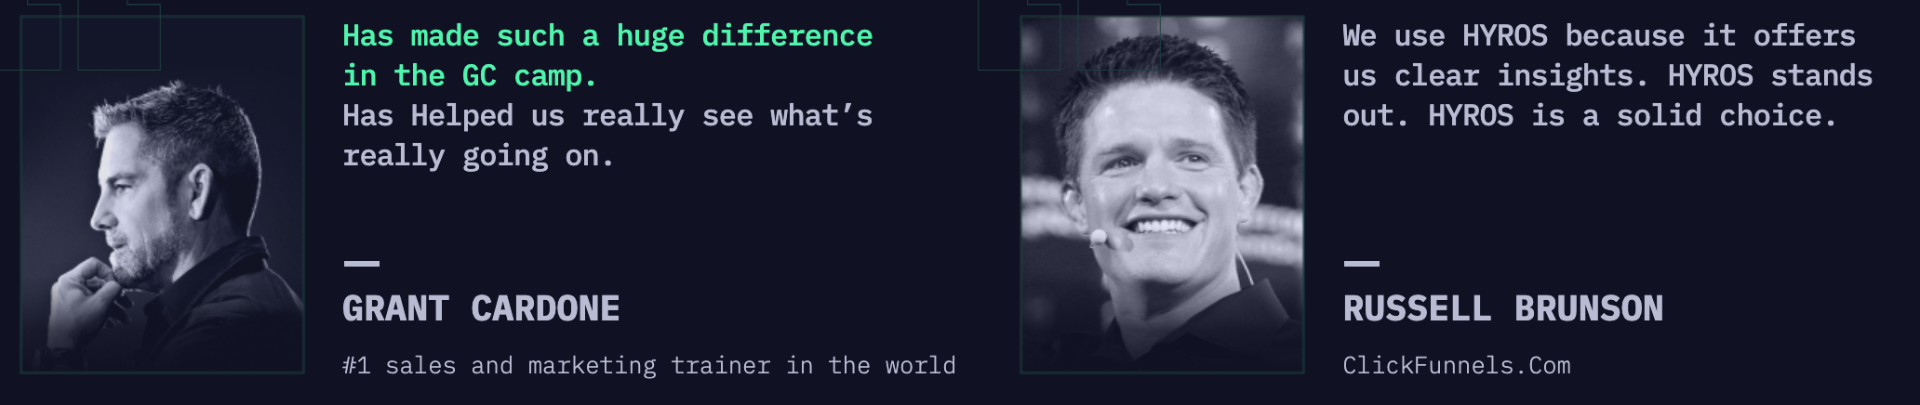 Has made such a huge difference
in the GC camp.
Has Helped us really see what’s
really going on.
GRANT CARDONE
#1 sales and marketing trainer in the world
We use HYROS because it offers
us clear insights. HYROS stands
out. HYROS is a solid choice.
RUSSELL BRUNSON
ClickFunnels.Com